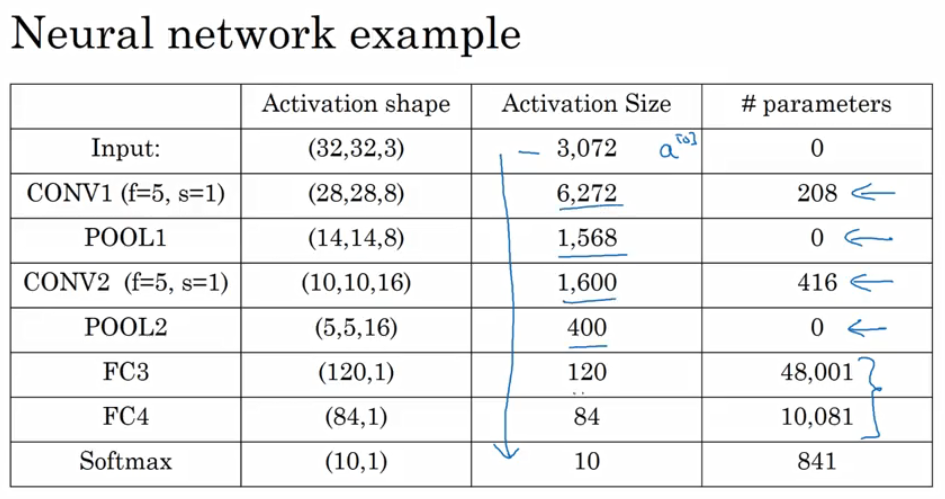 Neural network example
Activation shape Activation Size # parameters
Input: (32,32,3) — 3,072 a[0] 0
CONV1 (f=5, s=1) (28,28,8) 6,272 208 ←
POOL1 (14,14,8) 1,568 0 ←
CONV2 (f=5, s=1) (10,10,16) 1,600 416 ←
POOL2 (5,5,16) 400 0 ←
FC3 (120,1) 120 48,001
FC4 (84,1) 84 10,081
Softmax (10,1) 10 841